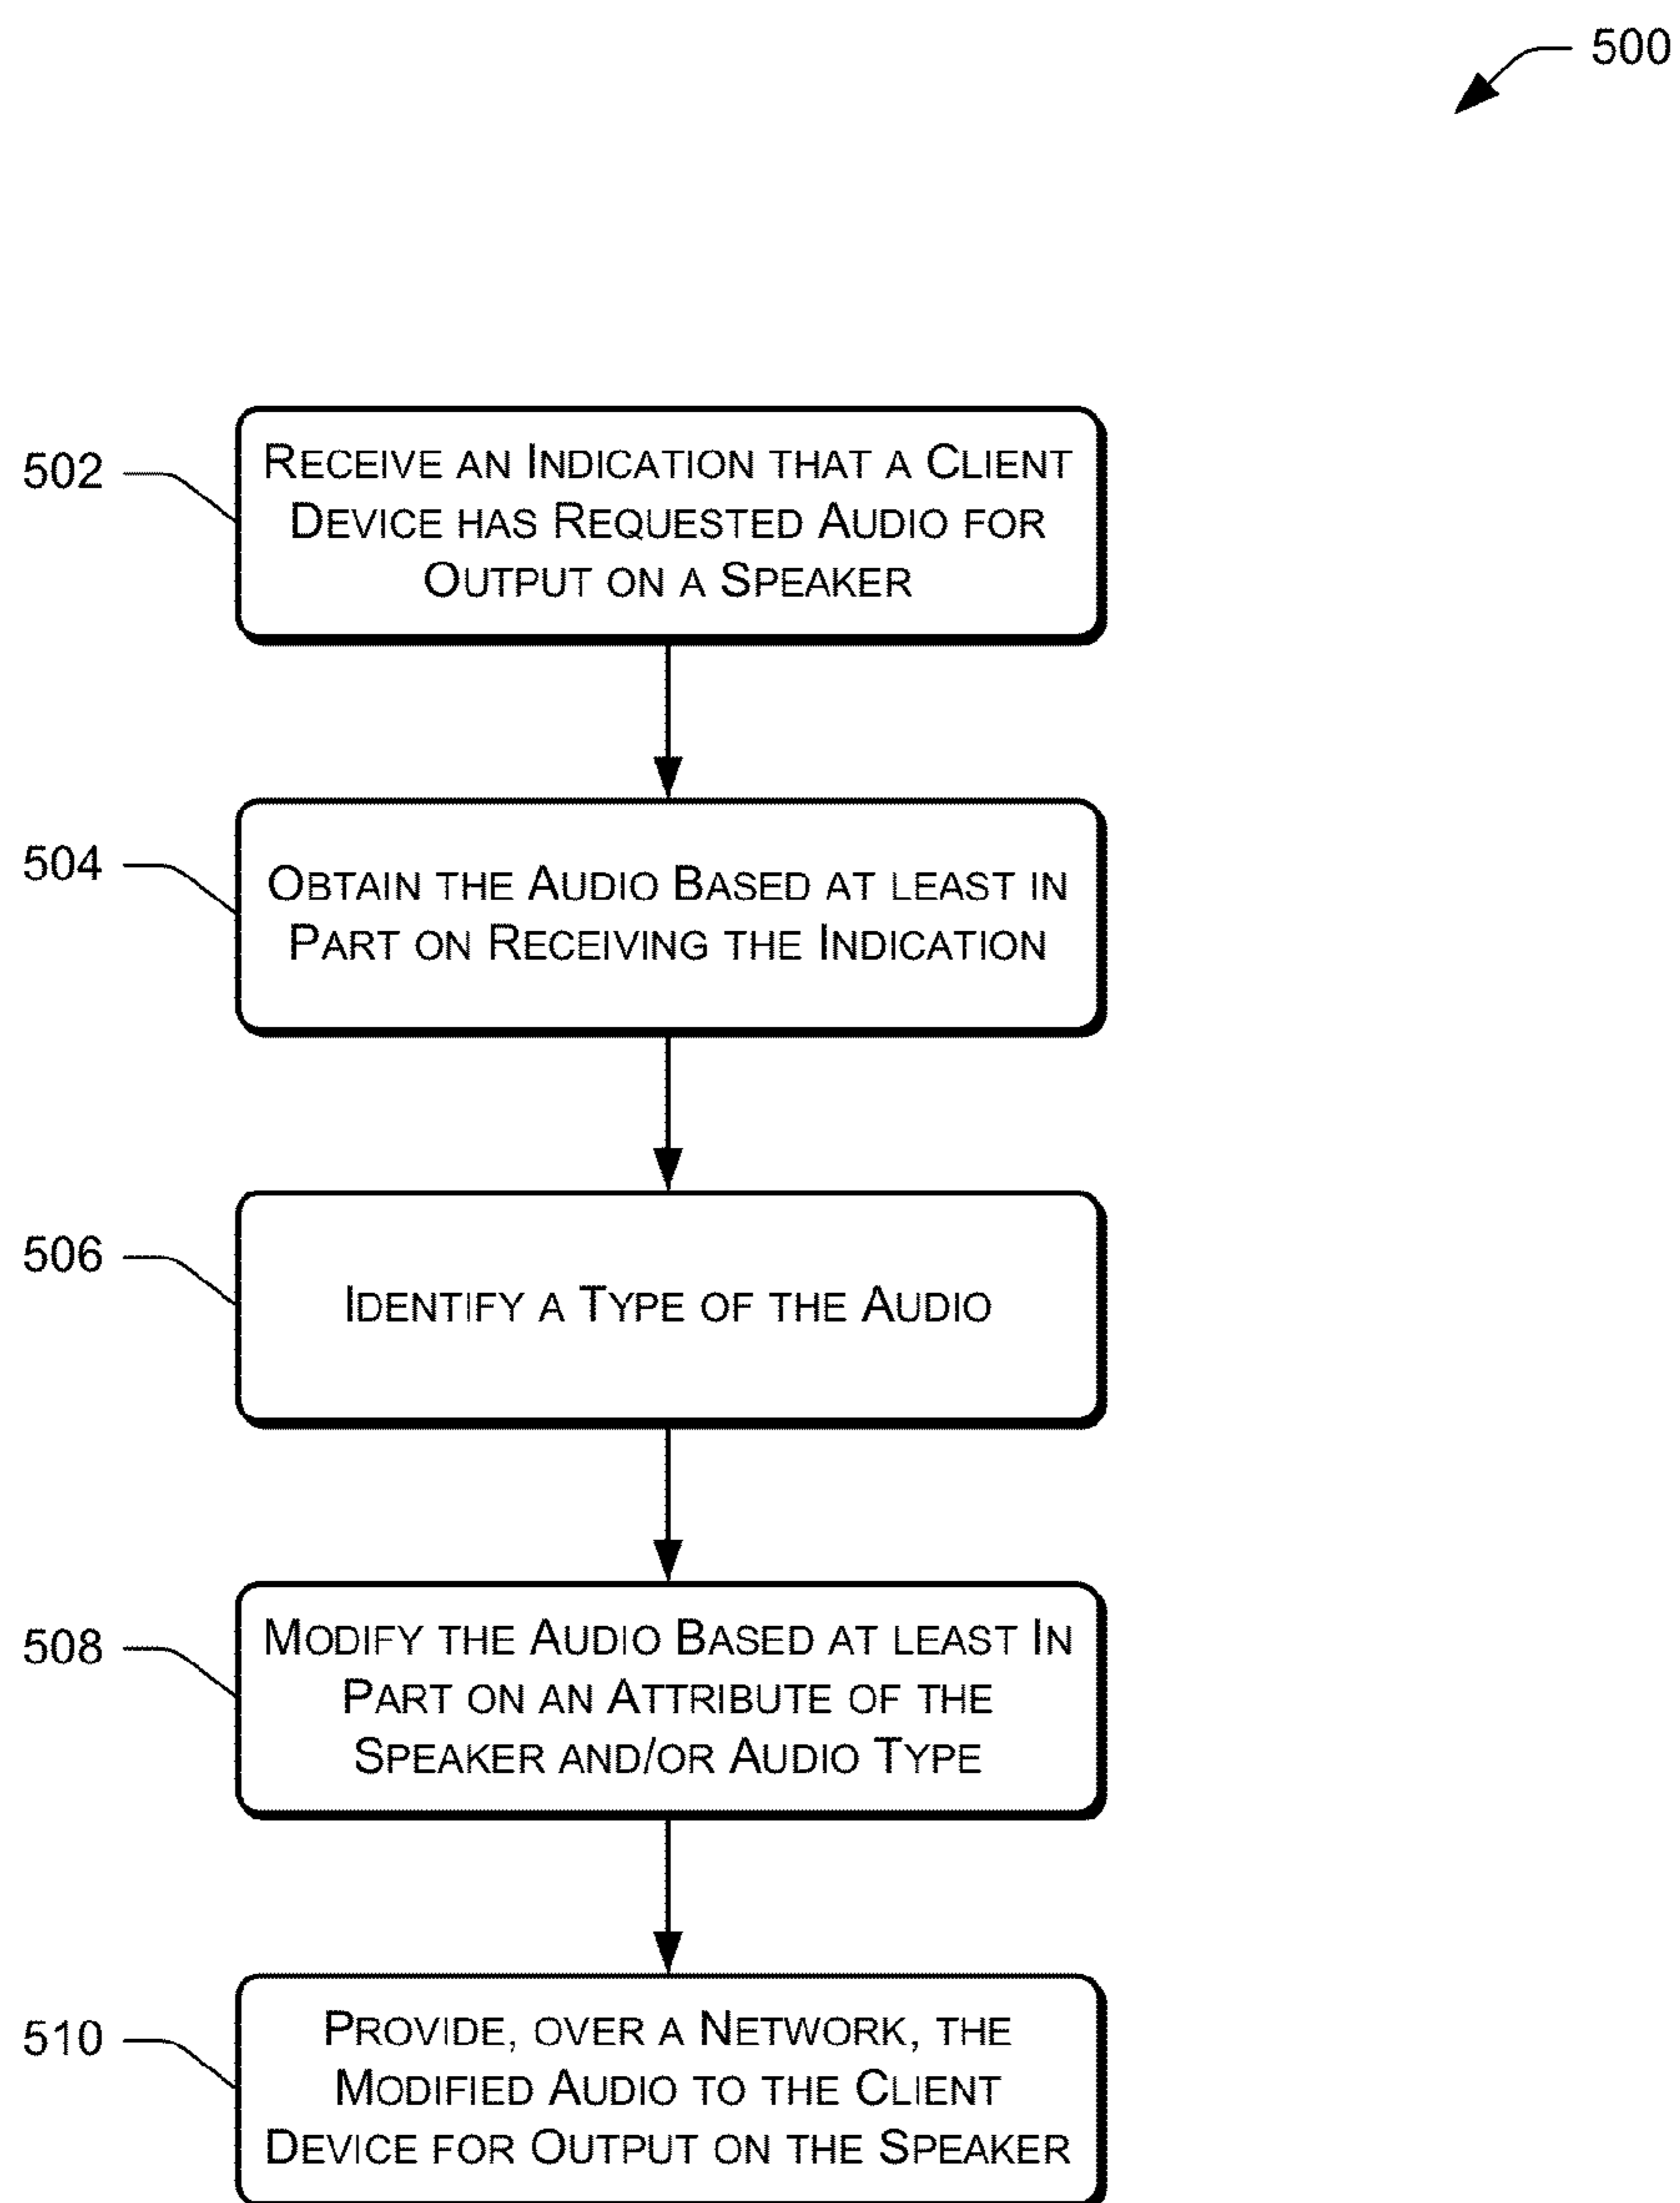 500
502
RECEIVE AN INDICATION THAT A CLIENT
DEVICE HAS REQUESTED AUDIO FOR
OUTPUT ON A SPEAKER
504
OBTAIN THE AUDIO BASED AT LEAST IN
PART ON RECEIVING THE INDICATION
506
IDENTIFY A TYPE OF THE AUDIO
508
MODIFY THE AUDIO BASED AT LEAST IN
PART ON AN ATTRIBUTE OF THE
SPEAKER AND/OR AUDIO TYPE
510
PROVIDE, OVER A NETWORK, THE
MODIFIED AUDIO TO THE CLIENT
DEVICE FOR OUTPUT ON THE SPEAKER